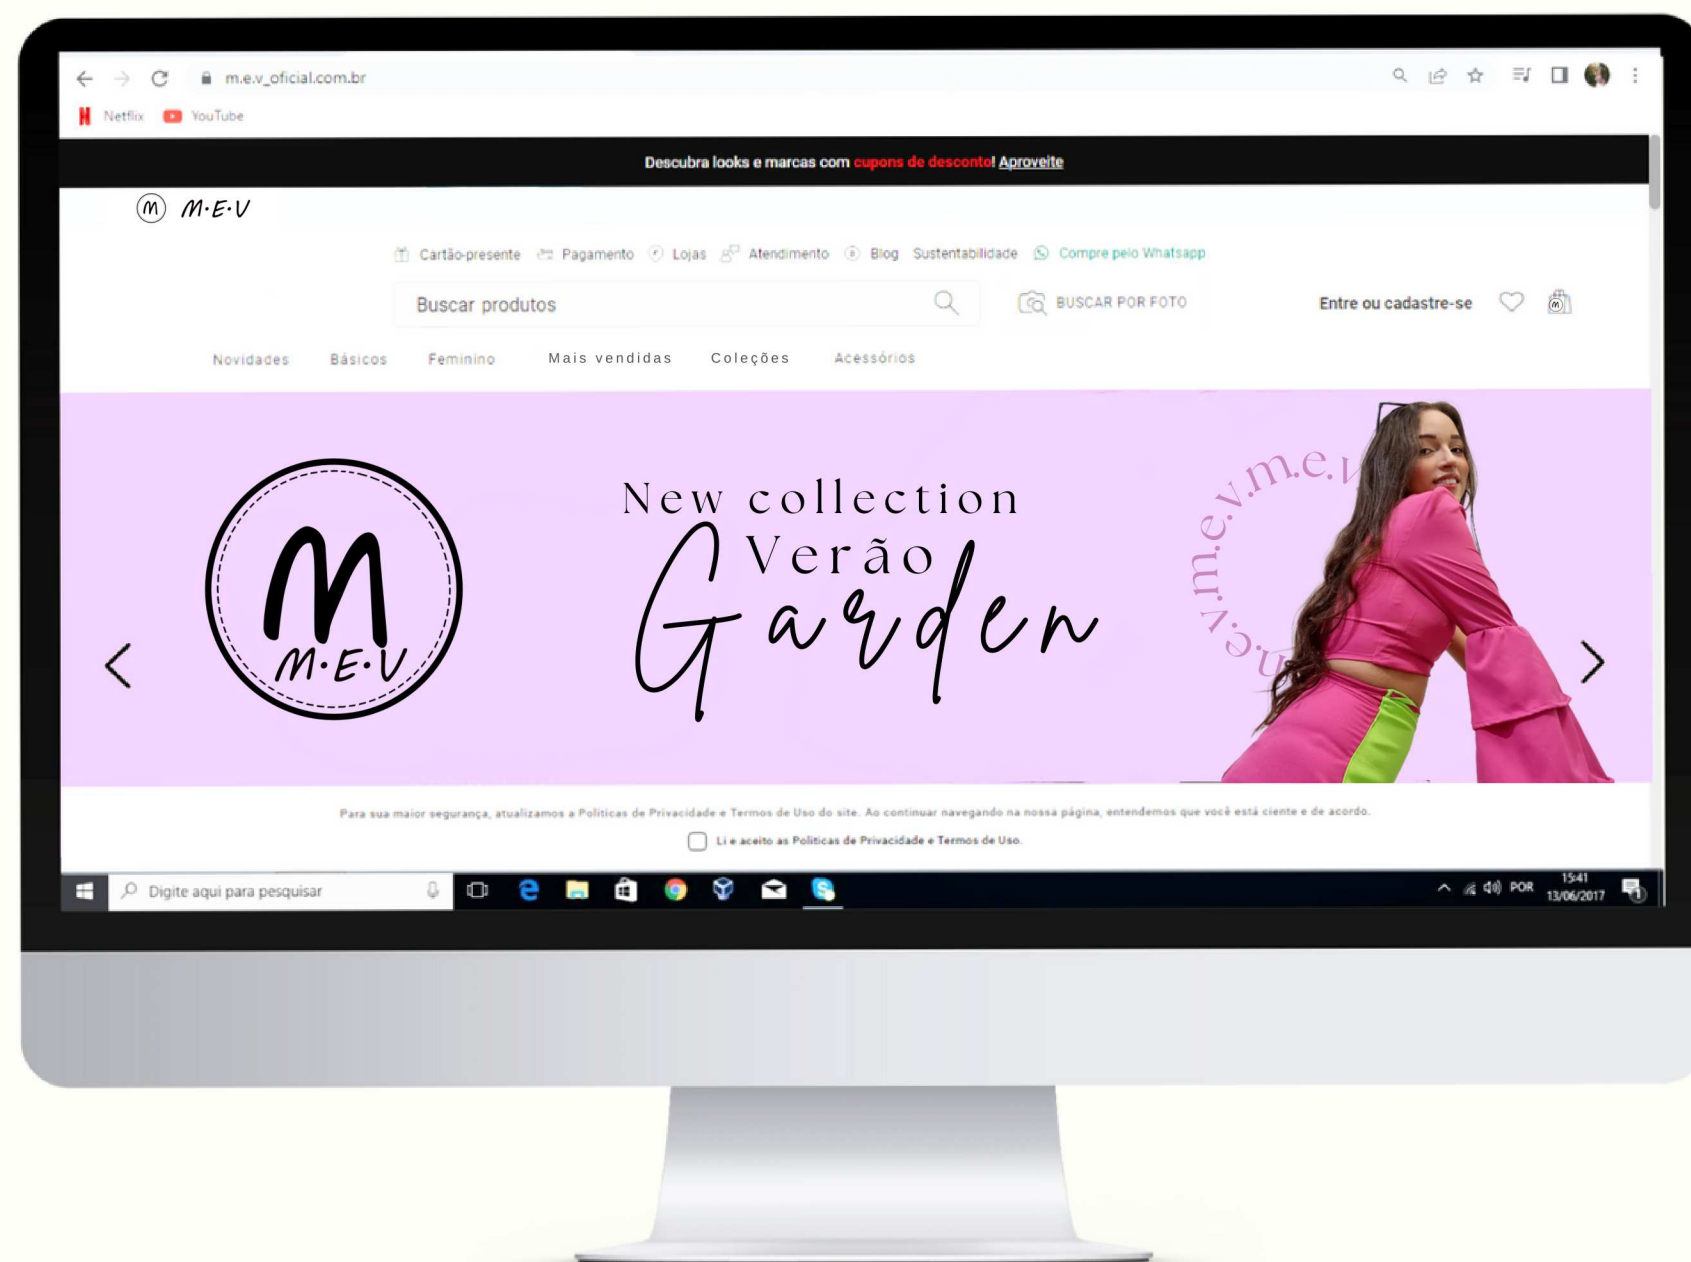 m.e.v_oficial.com.br
Netflix YouTube
Descubra looks e marcas com cupons de desconto! Aproveite
M M·E·V
Cartão-presente Pagamento Lojas Atendimento Blog Sustentabilidade Compre pelo Whatsapp
Buscar produtos BUSCAR POR FOTO Entre ou cadastre-se
Novidades Básicos Feminino Mais vendidas Coleções Acessórios
M
M·E·V
New collection
Verão
Garden
m.e.v.m.e.v.m.e.v
Para sua maior segurança, atualizamos a Políticas de Privacidade e Termos de Uso do site. Ao continuar navegando na nossa página, entendemos que você está ciente e de acordo.
Li e aceito as Políticas de Privacidade e Termos de Uso.
Digite aqui para pesquisar POR 15:41
13/06/2017